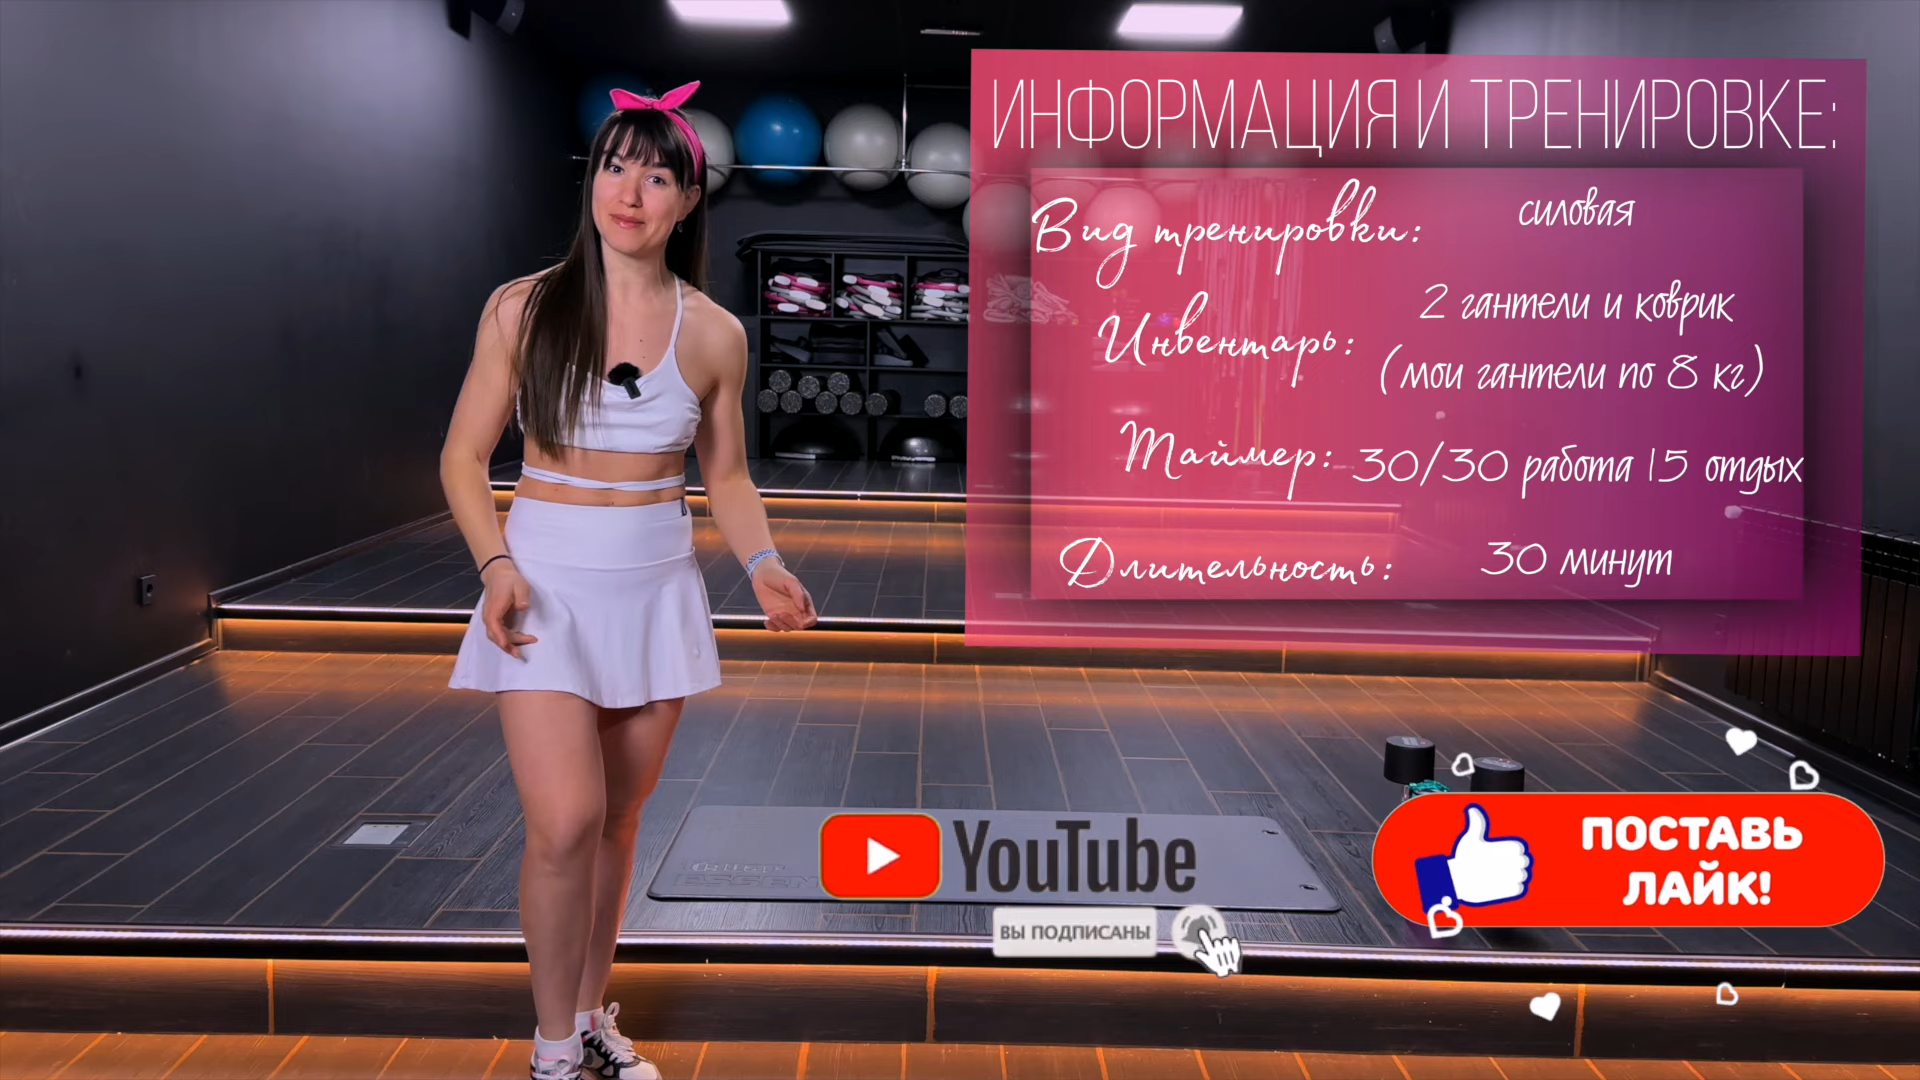 ИНФОРМАЦИЯ И ТРЕНИРОВКЕ:
Вид тренировки: силовая
Инвентарь: 2 гантели и коврик
(мои гантели по 8 кг)
Таймер: 30/30 работа 15 отдых
Длительность: 30 минут
YouTube
ВЫ ПОДПИСАНЫ
ПОСТАВЬ
ЛАЙК!